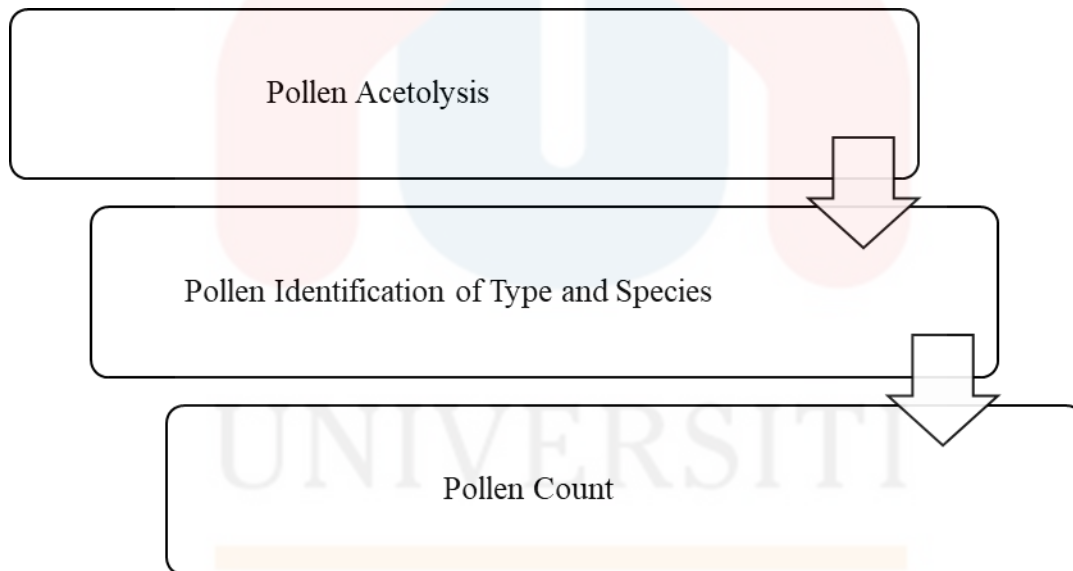 Pollen Acetolysis
Pollen Identification of Type and Species
UNIVERSITI
Pollen Count